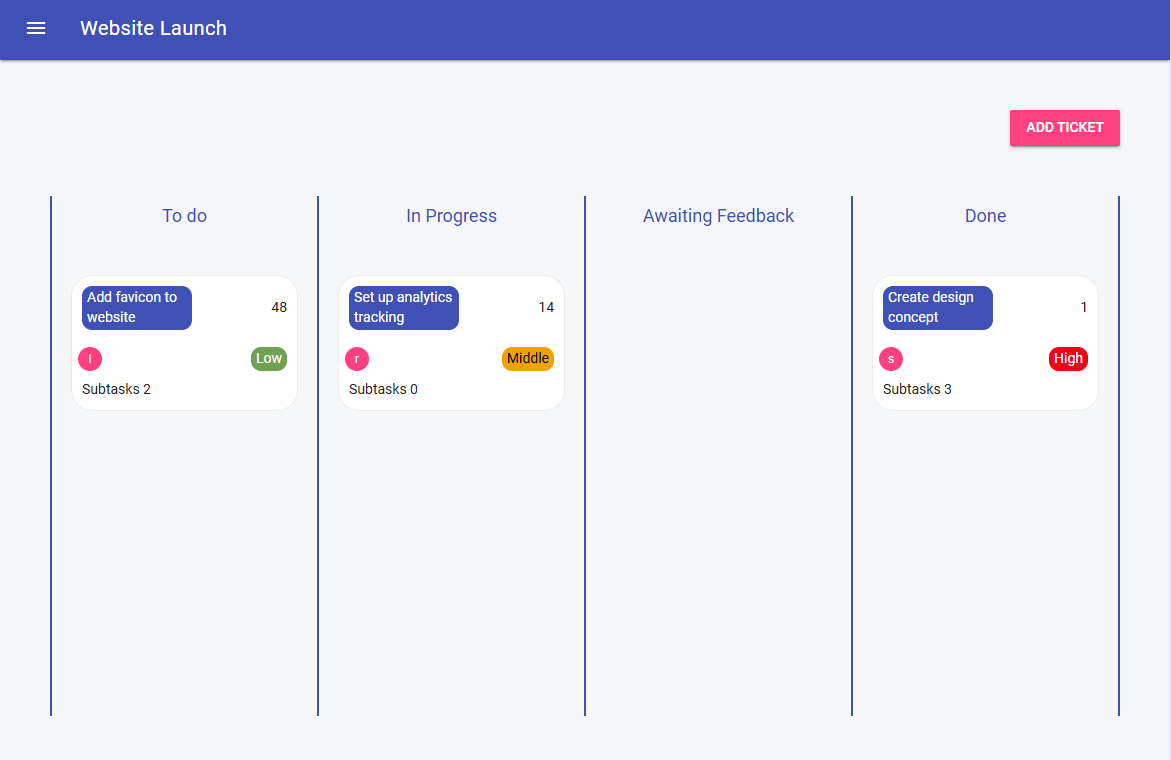 Website Launch
ADD TICKET
To do
In Progress
Awaiting Feedback
Done
Add favicon to
website
48
l
Low
Subtasks 2
Set up analytics
tracking
14
r
Middle
Subtasks 0
Create design
concept
1
s
High
Subtasks 3